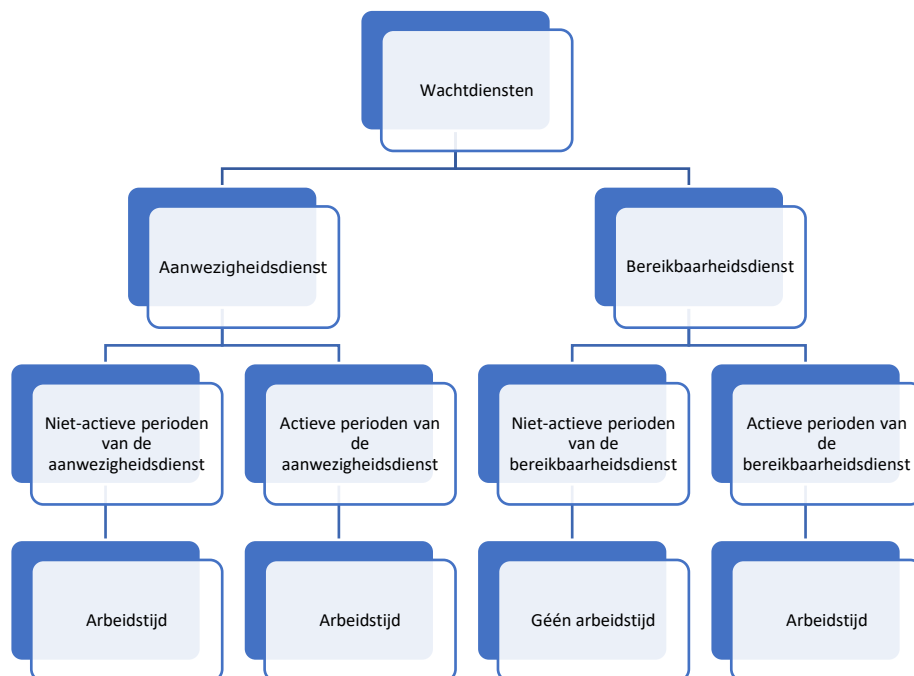 Wachtdiensten
Aanwezigheidsdienst
Bereikbaarheidsdienst
Niet-actieve perioden
van de
aanwezigheidsdienst
Actieve perioden van
de
aanwezigheidsdienst
Niet-actieve perioden
van de
bereikbaarheidsdienst
Actieve perioden van
de
bereikbaarheidsdienst
Arbeidstijd
Arbeidstijd
Géén arbeidstijd
Arbeidstijd